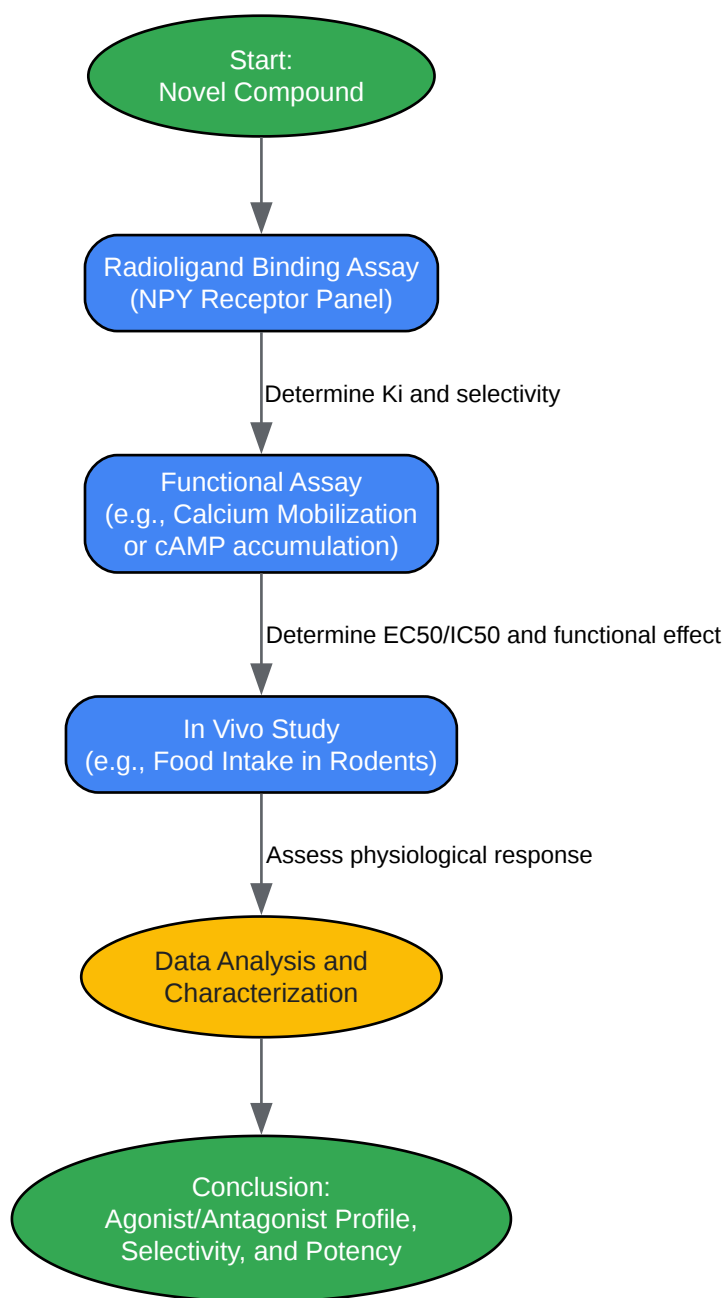 Start:
Novel Compound
Radioligand Binding Assay
(NPY Receptor Panel)
Determine Ki and selectivity
Functional Assay
(e.g., Calcium Mobilization
or cAMP accumulation)
Determine EC50/IC50 and functional effect
In Vivo Study
(e.g., Food Intake in Rodents)
Assess physiological response
Data Analysis and
Characterization
Conclusion:
Agonist/Antagonist Profile,
Selectivity, and Potency